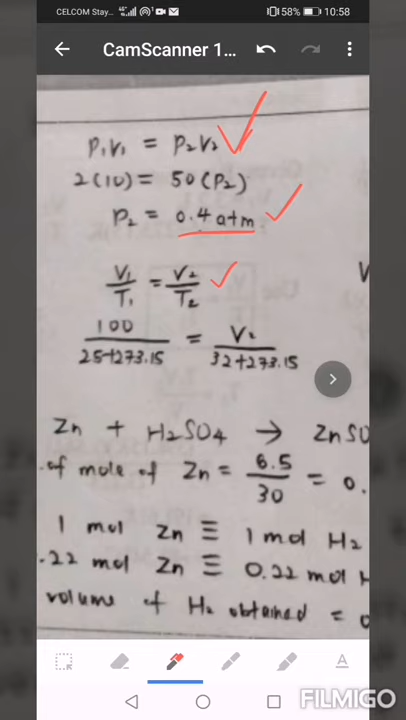 CELCOM Stay... 58% 10:58
CamScanner 1...
P₁V₁ = P₂V₂
2(10) = 50(P₂)
P₂ = 0.4 atm
V₁/T₁ = V₂/T₂
100/25+273.15 = V₂/32+273.15
Zn + H₂SO₄ → ZnSO
of mole of Zn = 6.5/30 = 0.
1 mol Zn ≡ 1 mol H₂
.22 mol Zn ≡ 0.22 mol H
volume of H₂ obtained =
FILMIGO